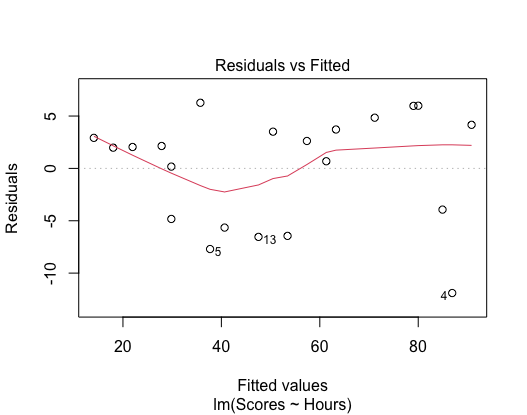 Residuals vs Fitted
Residuals
5
0
-5
-10
5
13
4
20
40
60
80
Fitted values
lm(Scores ~ Hours)